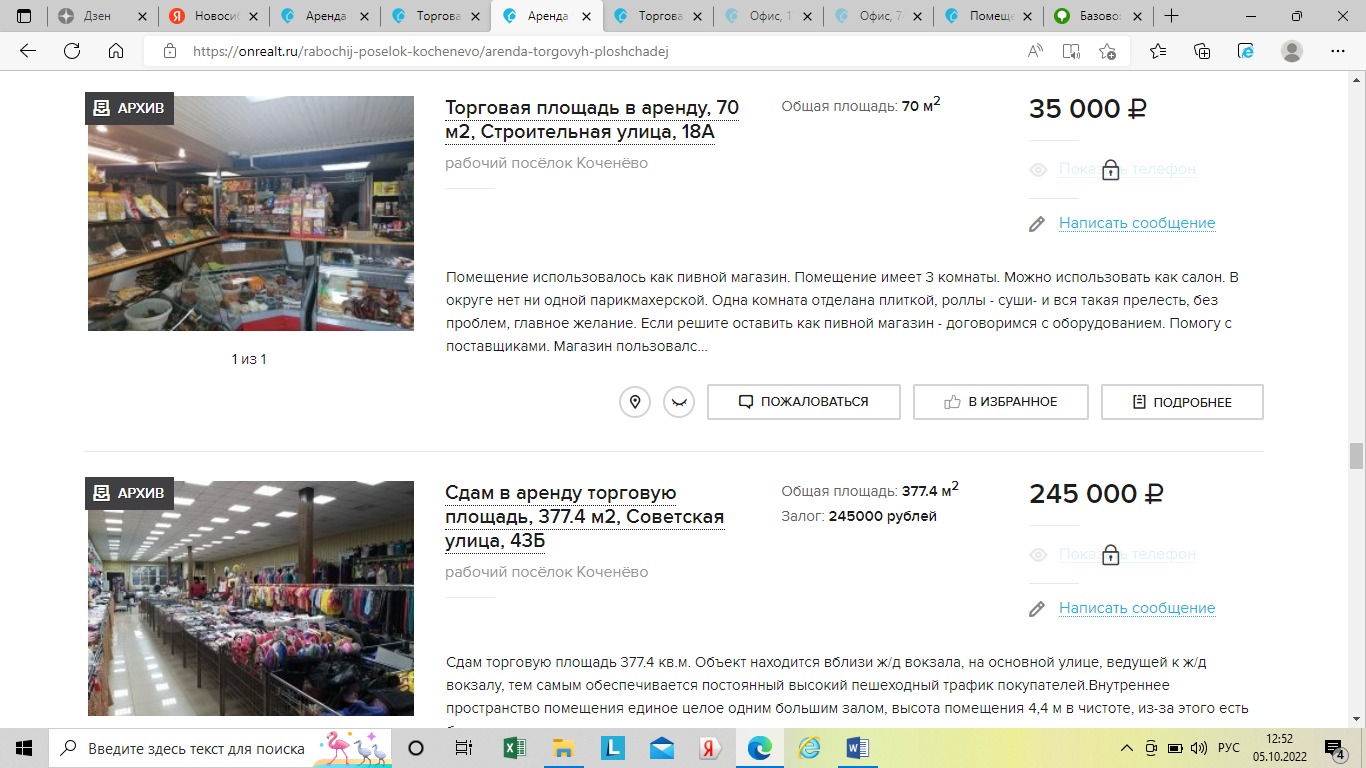 Дзен
Новосиб
Аренда
Торгова
Аренда
Торгова
Офис, 1
Офис, 7
Помеще
Базовоз
https://onrealt.ru/rabochij-poselok-kochenevo/arenda-torgovyh-ploshchadej
АРХИВ
Торговая площадь в аренду, 70
м2, Строительная улица, 18А
рабочий посёлок Коченёво
Общая площадь: 70 м2
35 000 ₽
Показать телефон
Написать сообщение
Помещение использовалось как пивной магазин. Помещение имеет 3 комнаты. Можно использовать как салон. В
округе нет ни одной парикмахерской. Одна комната отделана плиткой, роллы - суши- и вся такая прелесть, без
проблем, главное желание. Если решите оставить как пивной магазин - договоримся с оборудованием. Помогу с
поставщиками. Магазин пользовалс...
1 из 1
ПОЖАЛОВАТЬСЯ
В ИЗБРАННОЕ
ПОДРОБНЕЕ
АРХИВ
Сдам в аренду торговую
площадь, 377.4 м2, Советская
улица, 43Б
рабочий посёлок Коченёво
Общая площадь: 377.4 м2
Залог: 245000 рублей
245 000 ₽
Показать телефон
Написать сообщение
Сдам торговую площадь 377.4 кв.м. Объект находится вблизи ж/д вокзала, на основной улице, ведущей к ж/д
вокзалу, тем самым обеспечивается постоянный высокий пешеходный трафик покупателей.Внутреннее
пространство помещения единое целое одним большим залом, высота помещения 4,4 м в чистоте, из-за этого есть
Введите здесь текст для поиска
РУС
12:52
05.10.2022
4